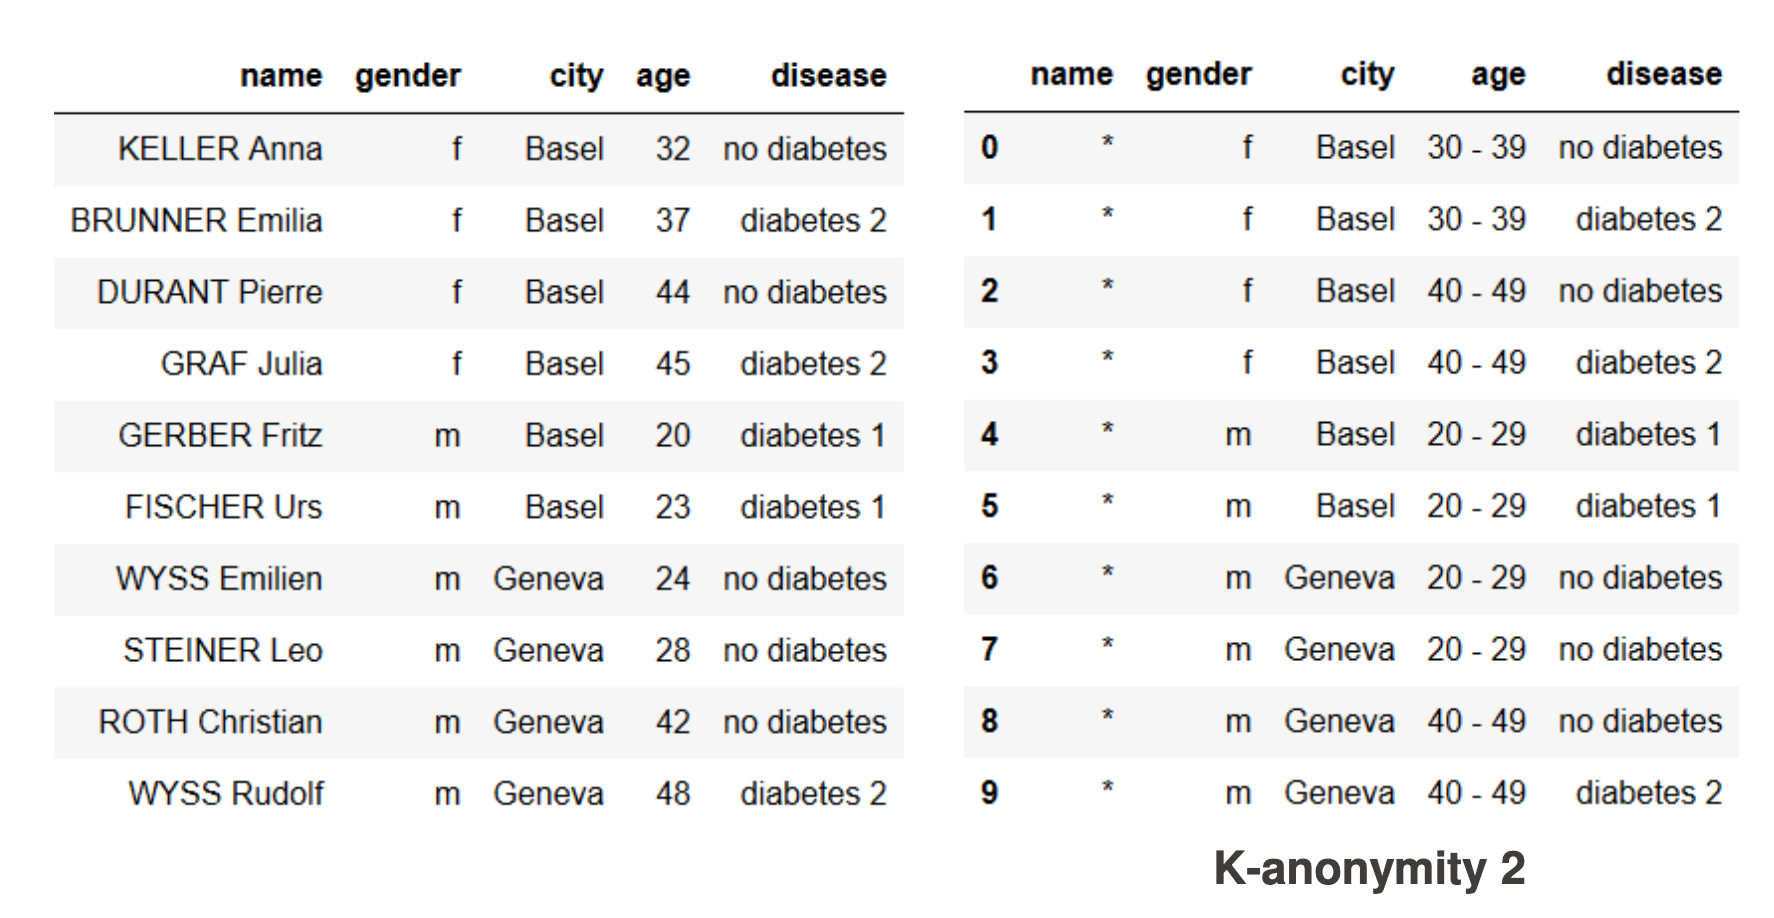 name gender city age disease
KELLER Anna f Basel 32 no diabetes
BRUNNER Emilia f Basel 37 diabetes 2
DURANT Pierre f Basel 44 no diabetes
GRAF Julia f Basel 45 diabetes 2
GERBER Fritz m Basel 20 diabetes 1
FISCHER Urs m Basel 23 diabetes 1
WYSS Emilien m Geneva 24 no diabetes
STEINER Leo m Geneva 28 no diabetes
ROTH Christian m Geneva 42 no diabetes
WYSS Rudolf m Geneva 48 diabetes 2
name gender city age disease
0 * f Basel 30 - 39 no diabetes
1 * f Basel 30 - 39 diabetes 2
2 * f Basel 40 - 49 no diabetes
3 * f Basel 40 - 49 diabetes 2
4 * m Basel 20 - 29 diabetes 1
5 * m Basel 20 - 29 diabetes 1
6 * m Geneva 20 - 29 no diabetes
7 * m Geneva 20 - 29 no diabetes
8 * m Geneva 40 - 49 no diabetes
9 * m Geneva 40 - 49 diabetes 2
K-anonymity 2